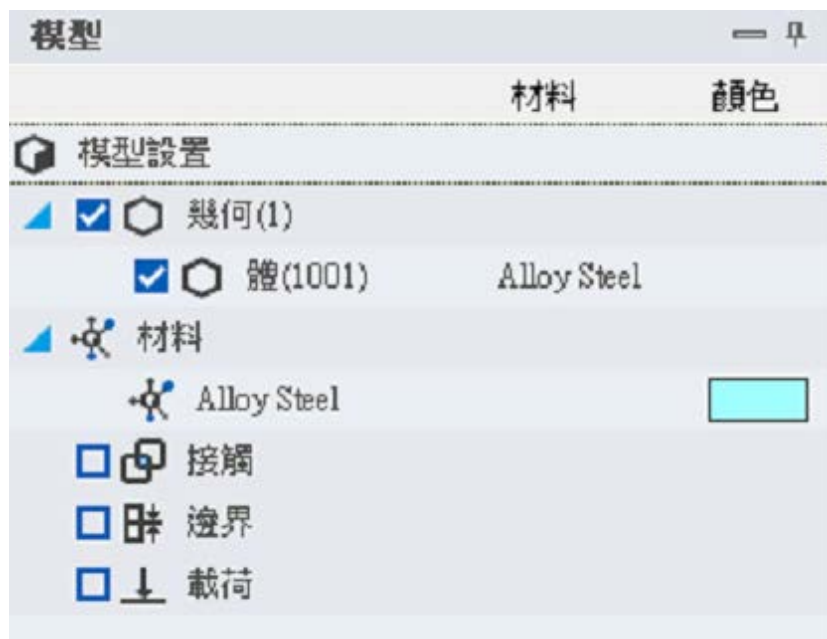 模型
材料 顏色
模型設置
幾何(1)
體(1001) Alloy Steel
材料
Alloy Steel
接觸
邊界
載荷